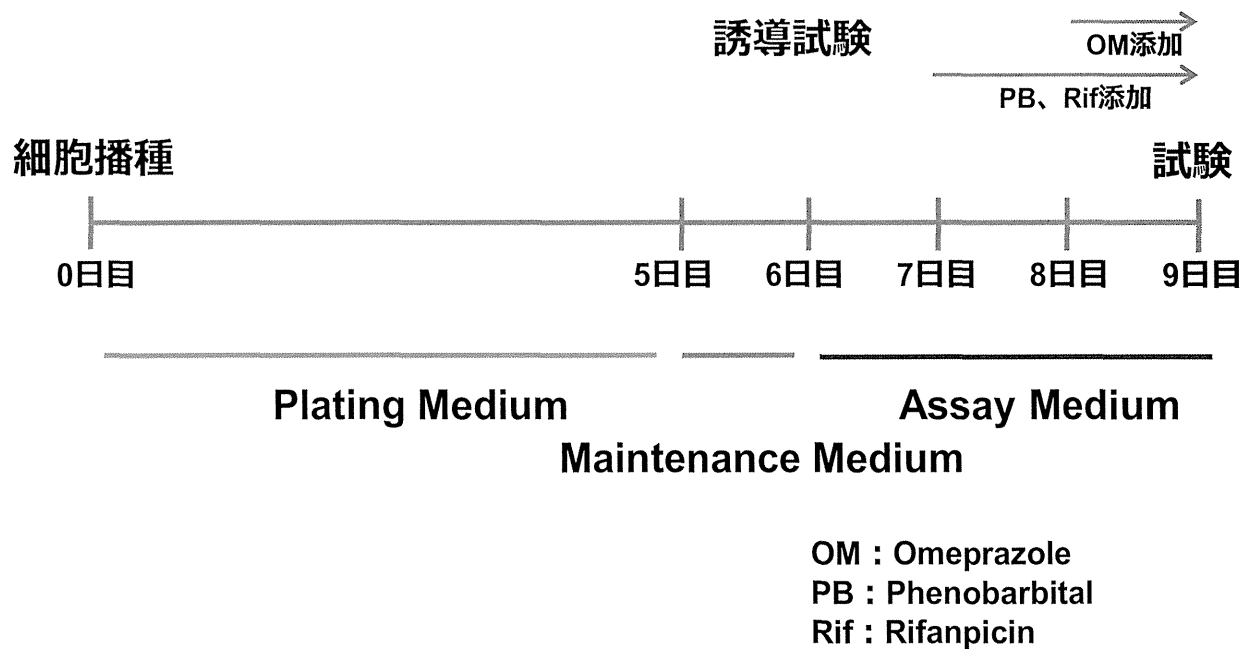 誘導試験
OM添加
PB、Rif添加
細胞播種
試験
0日目
5日目
6日目
7日目
8日目
9日目
Plating Medium
Assay Medium
Maintenance Medium
OM：Omeprazole
PB：Phenobarbital
Rif：Rifanpicin